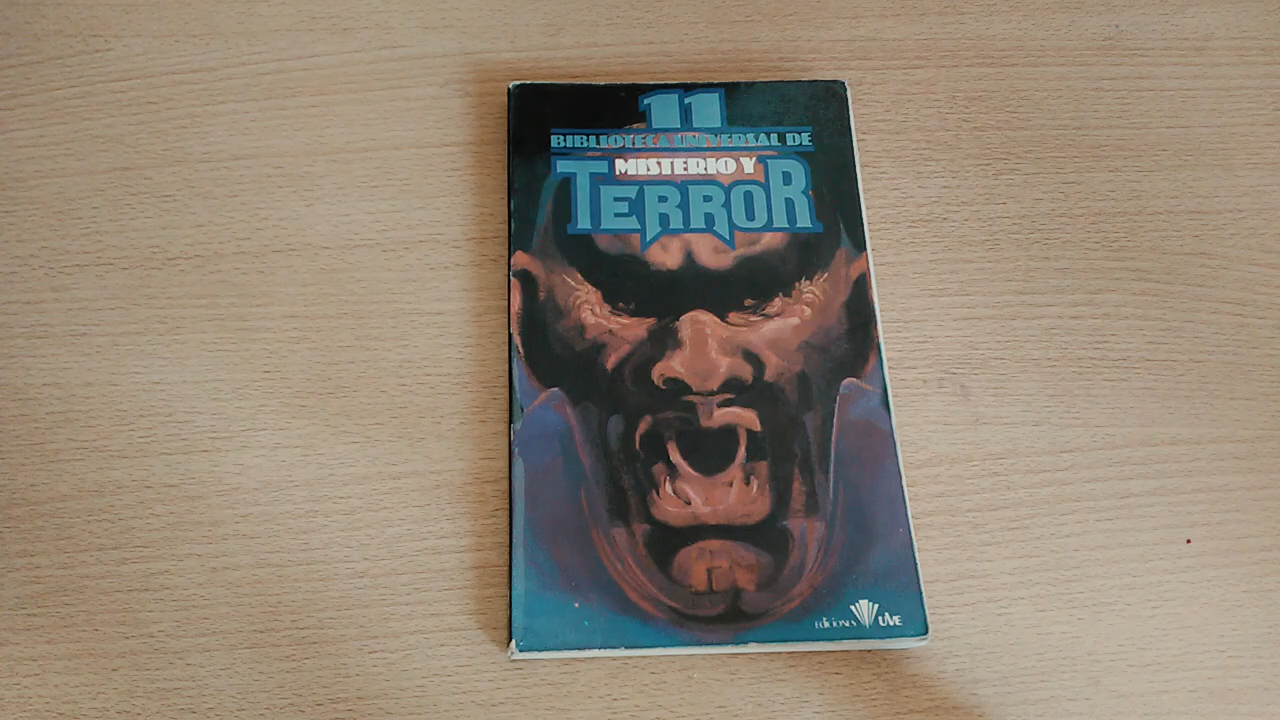 11
BIBLIOTECA UNIVERSAL DE
MISTERIO Y
TERROR
EDICIONES UVE